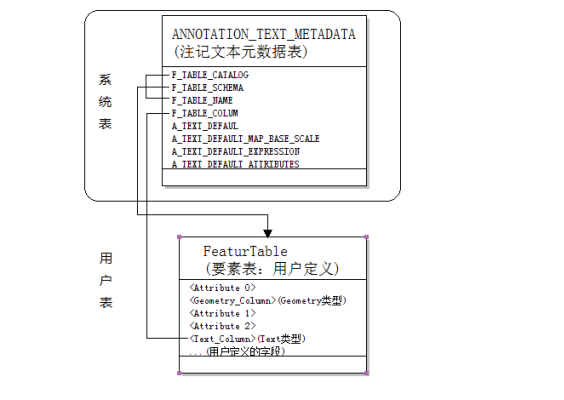 ANNOTATION_TEXT_METADATA
(注记文本元数据表)
系统表
F_TABLE_CATALOG
F_TABLE_SCHEMA
F_TABLE_NAME
F_TABLE_COLUM
A_TEXT_DEFAUL
A_TEXT_DEFAULT_MAP_BASE_SCALE
A_TEXT_DEFAULT_EXPRESSION
A_TEXT_DEFAULT_ATTRIBUTES
用户表
FeaturTable
(要素表: 用户定义)
<Attribute 0>
<Geometry_Column>(Geometry类型)
<Attribute 1>
<Attribute 2>
<Text_Column>(Text类型)
...(用户定义的字段)